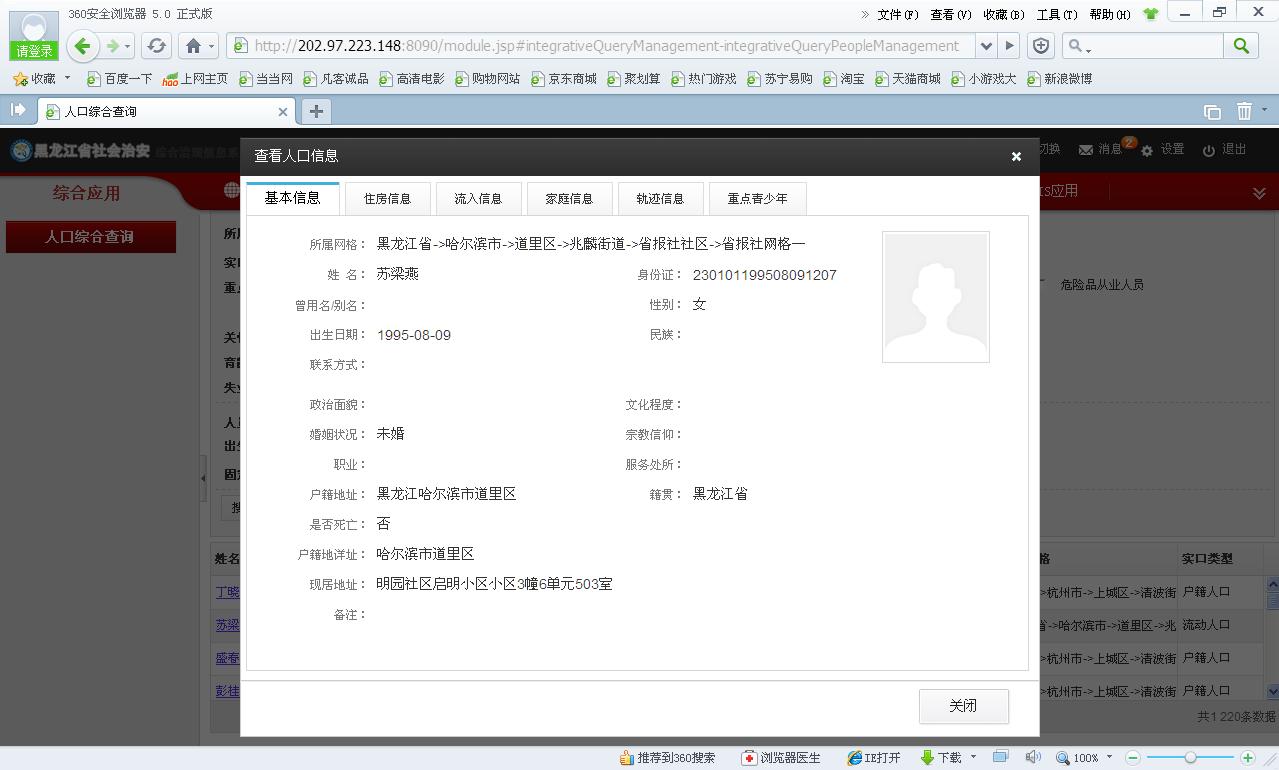 360安全浏览器 5.0 正式版
» 文件(F) 查看(V) 收藏(B) 工具(T) 帮助(H)
请登录
http://202.97.223.148:8090/module.jsp#integrativeQueryManagement-integrativeQueryPeopleManagement
收藏 百度一下 上网主页 当当网 凡客诚品 高清电影 购物网站 京东商城 聚划算 热门游戏 苏宁易购 淘宝 天猫商城 小游戏大 新浪微博
人口综合查询
黑龙江省社会治安 综合治理信息系
切换 消息 2 设置 退出
查看人口信息
综合应用
IS应用
基本信息 住房信息 流入信息 家庭信息 轨迹信息 重点青少年
人口综合查询
所属网格： 黑龙江省->哈尔滨市->道里区->兆麟街道->省报社社区->省报社网格一
姓 名： 苏梁燕 身份证： 230101199508091207
危险品从业人员
曾用名/别名： 性别： 女
出生日期： 1995-08-09 民族：
联系方式：
政治面貌： 文化程度：
婚姻状况： 未婚 宗教信仰：
职业： 服务处所：
户籍地址： 黑龙江哈尔滨市道里区 籍贯： 黑龙江省
是否死亡： 否
户籍地详址： 哈尔滨市道里区
现居地址： 明园社区启明小区小区3幢6单元503室
备注：
姓名 格 实口类型
丁晓 >杭州市->上城区->清波街 户籍人口
苏梁 省->哈尔滨市->道里区->兆 流动人口
盛春 >杭州市->上城区->清波街 户籍人口
彭桂 >杭州市->上城区->清波街 户籍人口
关闭
共1220条数据
推荐到360搜索 浏览器医生 IE打开 下载 100%